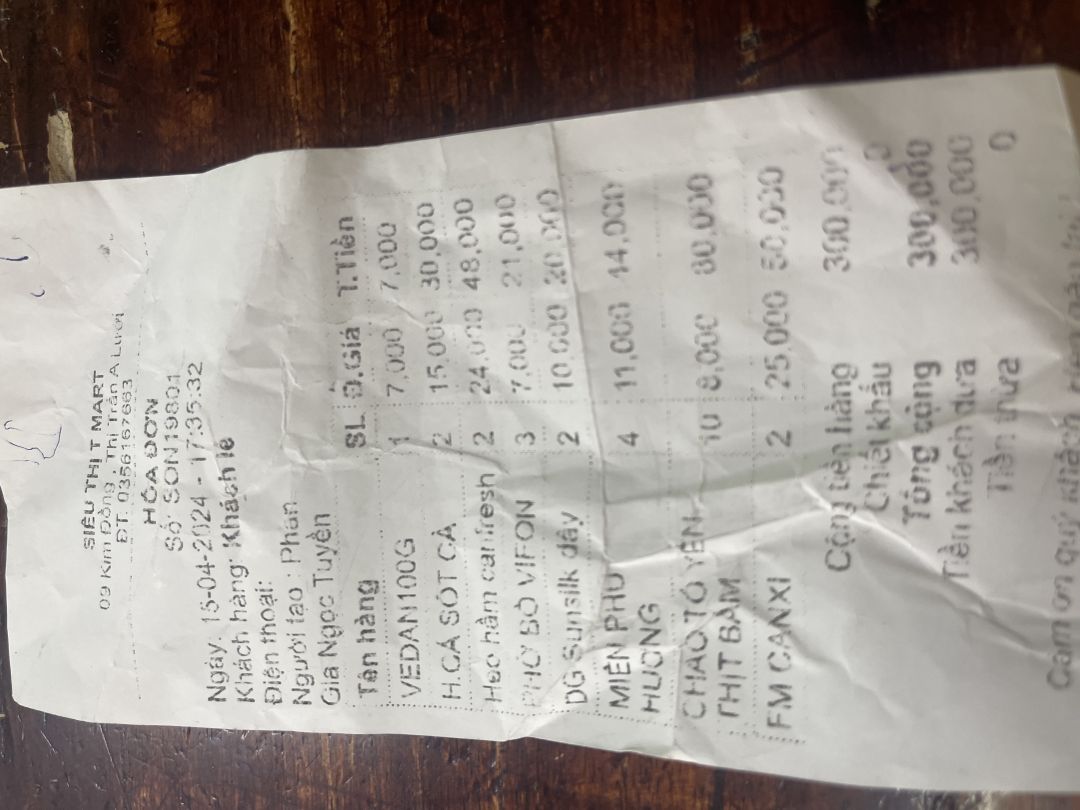 SIÊU THỊ T MART
09 Kim Đồng , Thị Trấn A Lưới
ĐT. 0356167663
HÓA ĐƠN
Số: SON19801
Ngày. 15-04-2024 - 17:35:32
Khách hàng: Khách lẻ
Điện thoại:
Người tạo : Phan
Gia Ngọc Tuyền
Tên hàng SL Đ.Giá T.Tiền
VEDAN100G 1 7,000 7,000
H.CÁ SỐT CÀ 2 15,000 30,000
Heo hầm canfresh 2 24,000 48,000
PHỞ BÒ VIFON 3 7,000 21,000
DG Sunsilk dây 2 10,000 20,000
MIẾN PHÚ 4 11,000 44,000
HƯƠNG
CHÁO TỔ YẾN 10 8,000 80,000
THỊT BẰM
FM CANXI 2 25,000 50,000
Cộng tiền hàng 300,000
Chiết khấu 0
Tổng cộng 300,000
Tiền khách đưa 300,000
Tiền thừa 0
Cảm ơn quý khách